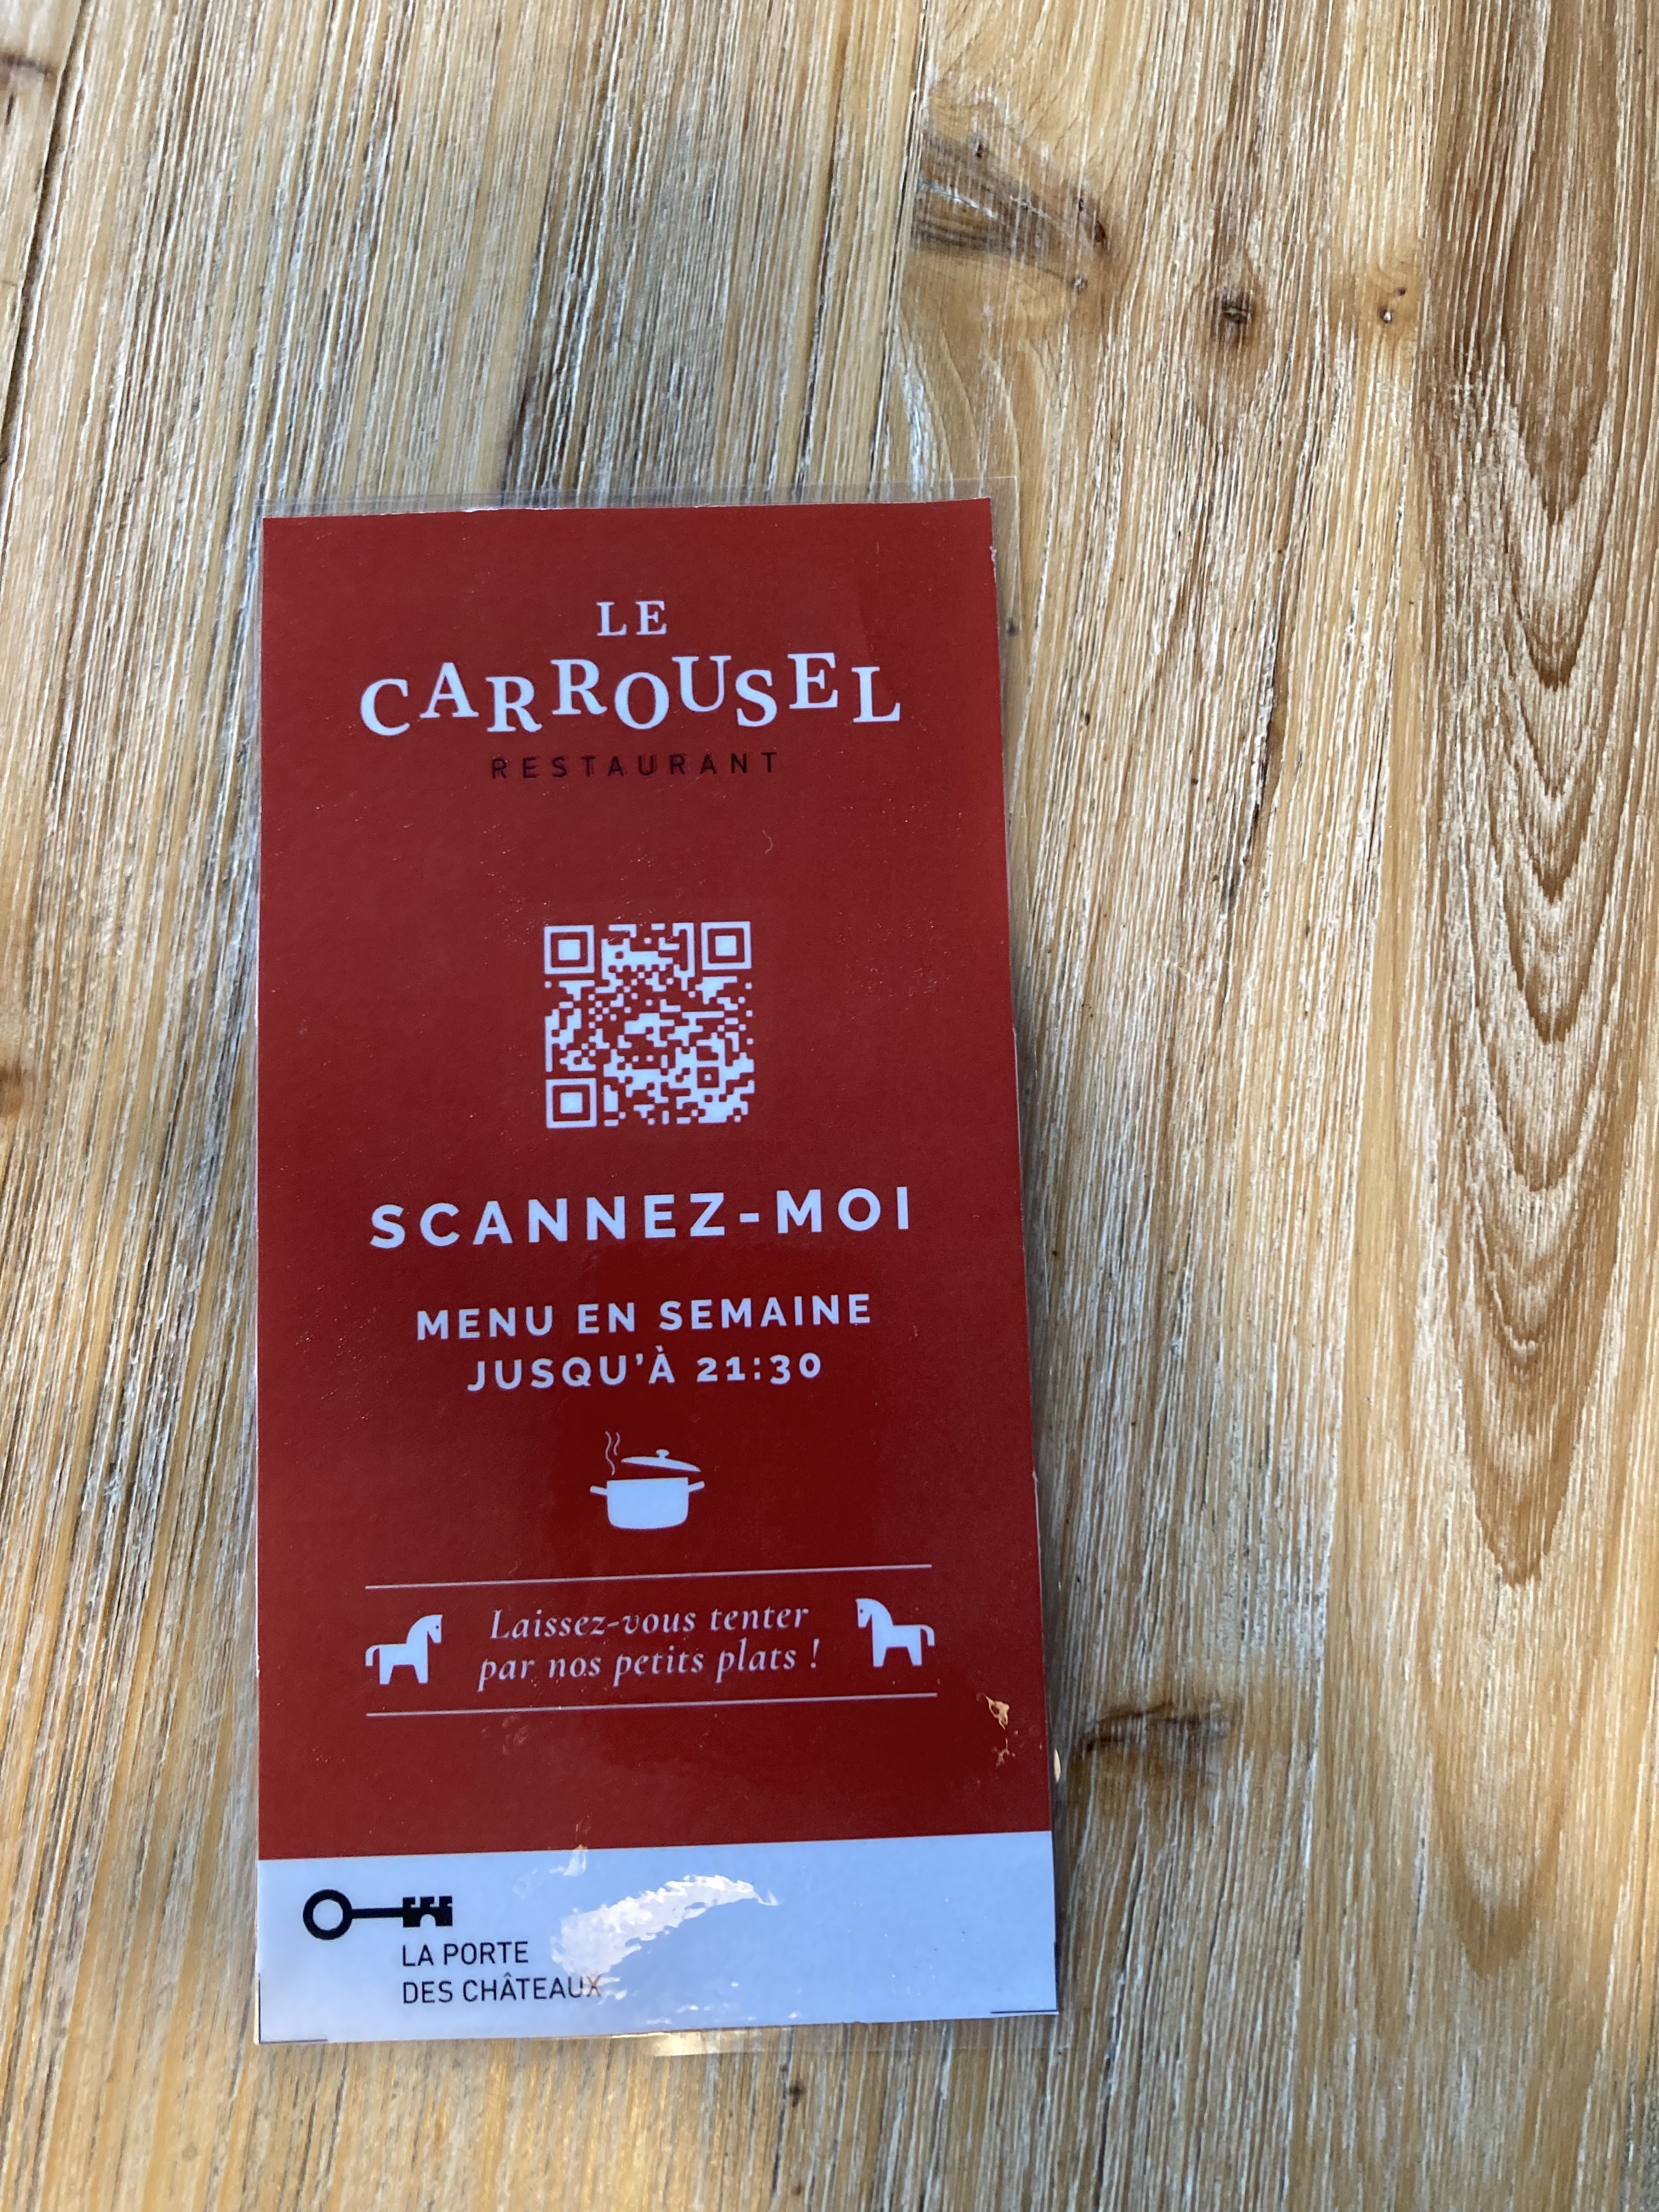 LE
CARROUSEL
RESTAURANT
SCANNEZ-MOI
MENU EN SEMAINE
JUSQU'À 21:30
Laissez-vous tenter
par nos petits plats !
LA PORTE
DES CHÂTEAUX